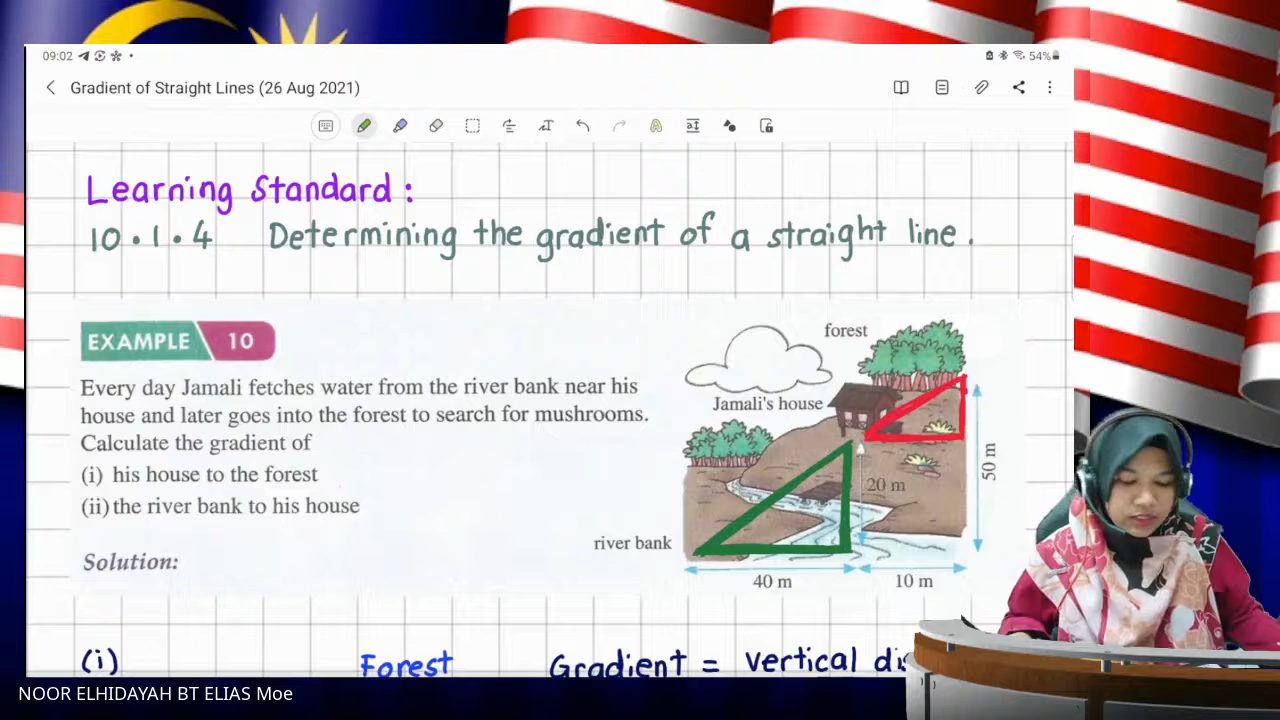 09:02
54%
Gradient of Straight Lines (26 Aug 2021)
Learning Standard:
10.1.4 Determining the gradient of a straight line.
EXAMPLE 10
Every day Jamali fetches water from the river bank near his
house and later goes into the forest to search for mushrooms.
Calculate the gradient of
(i) his house to the forest
(ii) the river bank to his house
Solution:
forest
Jamali's house
50 m
20 m
river bank
40 m
10 m
(i)
Forest
Gradient = vertical
NOOR ELHIDAYAH BT ELIAS Moe